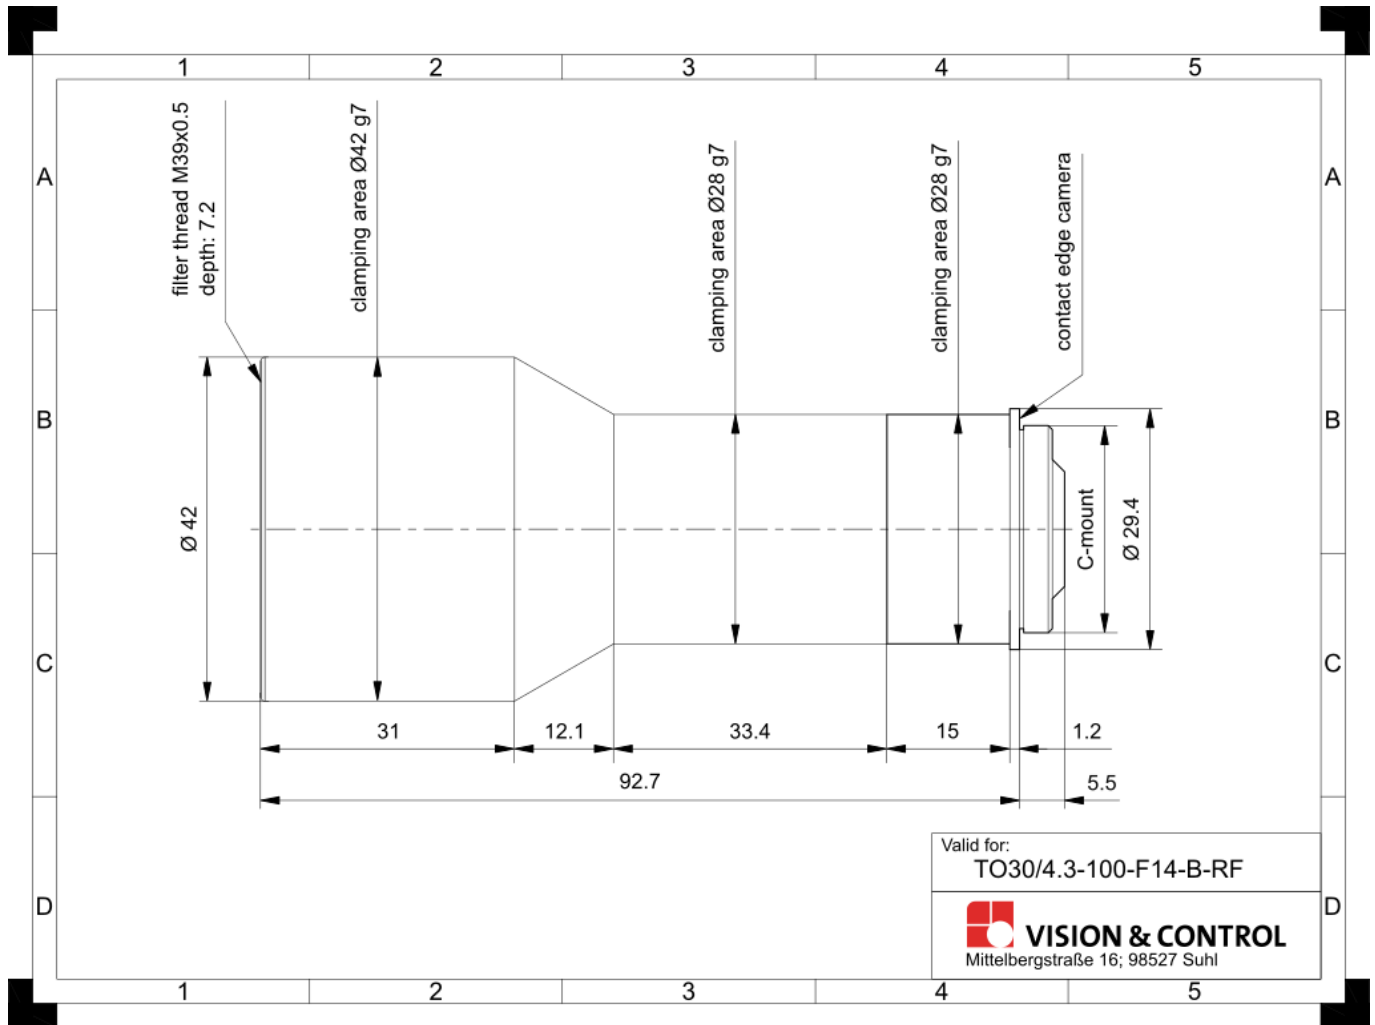 1 2 3 4 5
A A
B B
C C
D D
filter thread M39x0.5
depth: 7.2
clamping area Ø42 g7
clamping area Ø28 g7
clamping area Ø28 g7
contact edge camera
Ø 42
C-mount
Ø 29.4
31 12.1 33.4 15 1.2
92.7 5.5
Valid for:
TO30/4.3-100-F14-B-RF
VISION & CONTROL
Mittelbergstraße 16; 98527 Suhl
1 2 3 4 5